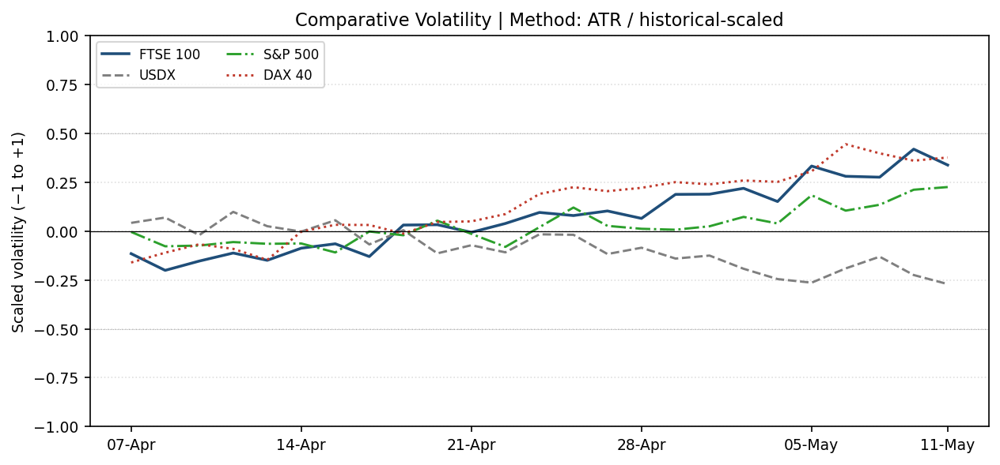 Comparative Volatility | Method: ATR / historical-scaled
Scaled volatility (−1 to +1)
1.00
0.75
0.50
0.25
0.00
−0.25
−0.50
−0.75
−1.00
FTSE 100
USDX
S&P 500
DAX 40
07-Apr
14-Apr
21-Apr
28-Apr
05-May
11-May